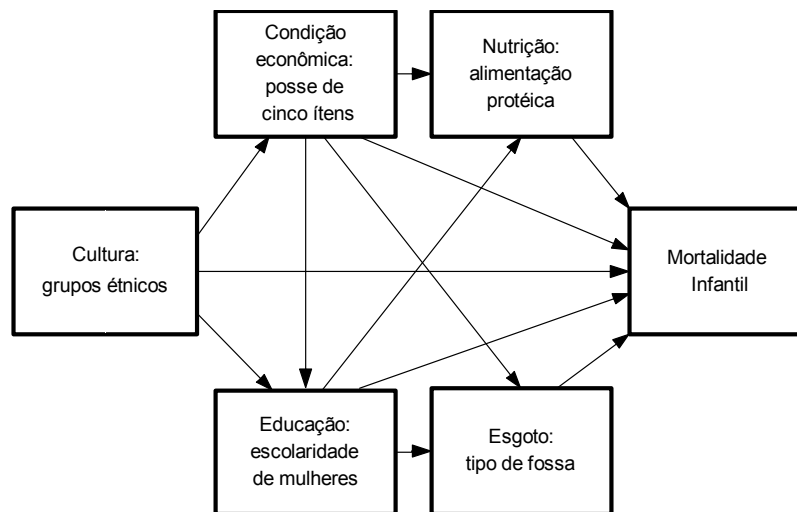 Condição
econômica:
posse de
cinco ítens
Nutrição:
alimentação
protéica
Cultura:
grupos étnicos
Mortalidade
Infantil
Educação:
escolaridade
de mulheres
Esgoto:
tipo de fossa